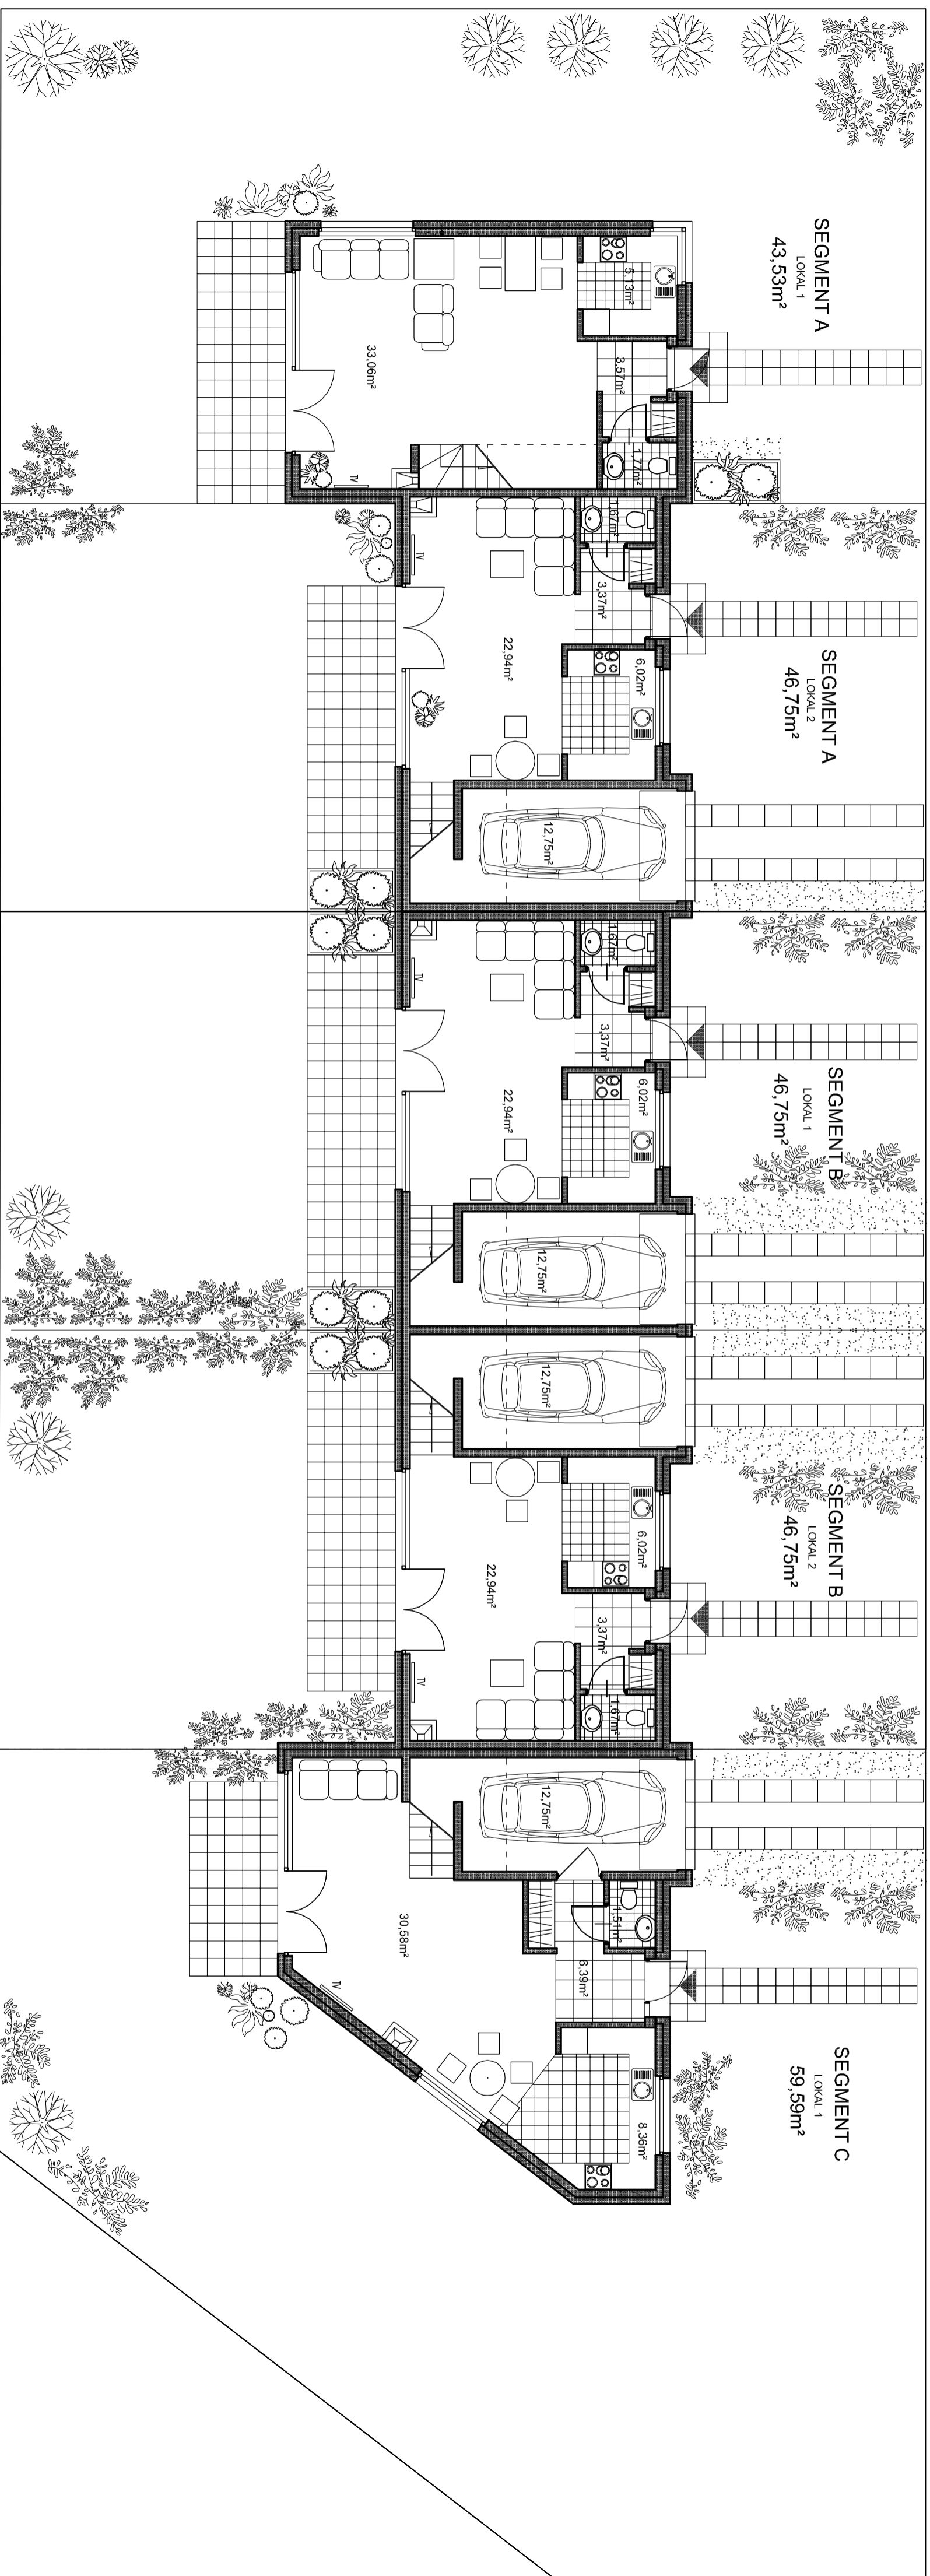 SEGMENT A
LOKAL 1
43,53m²
5,13m²
3,57m²
33,06m²
1,77m²
TV
SEGMENT A
LOKAL 2
46,75m²
1,67m²
3,37m²
TV
22,94m²
6,02m²
12,75m²
SEGMENT B
LOKAL 1
46,75m²
1,67m²
TV
3,37m²
6,02m²
22,94m²
12,75m²
SEGMENT B
LOKAL 2
46,75m²
12,75m²
6,02m²
22,94m²
3,37m²
TV
1,67m²
SEGMENT C
LOKAL 1
59,59m²
12,75m²
1,51m²
30,58m²
6,39m²
TV
8,36m²